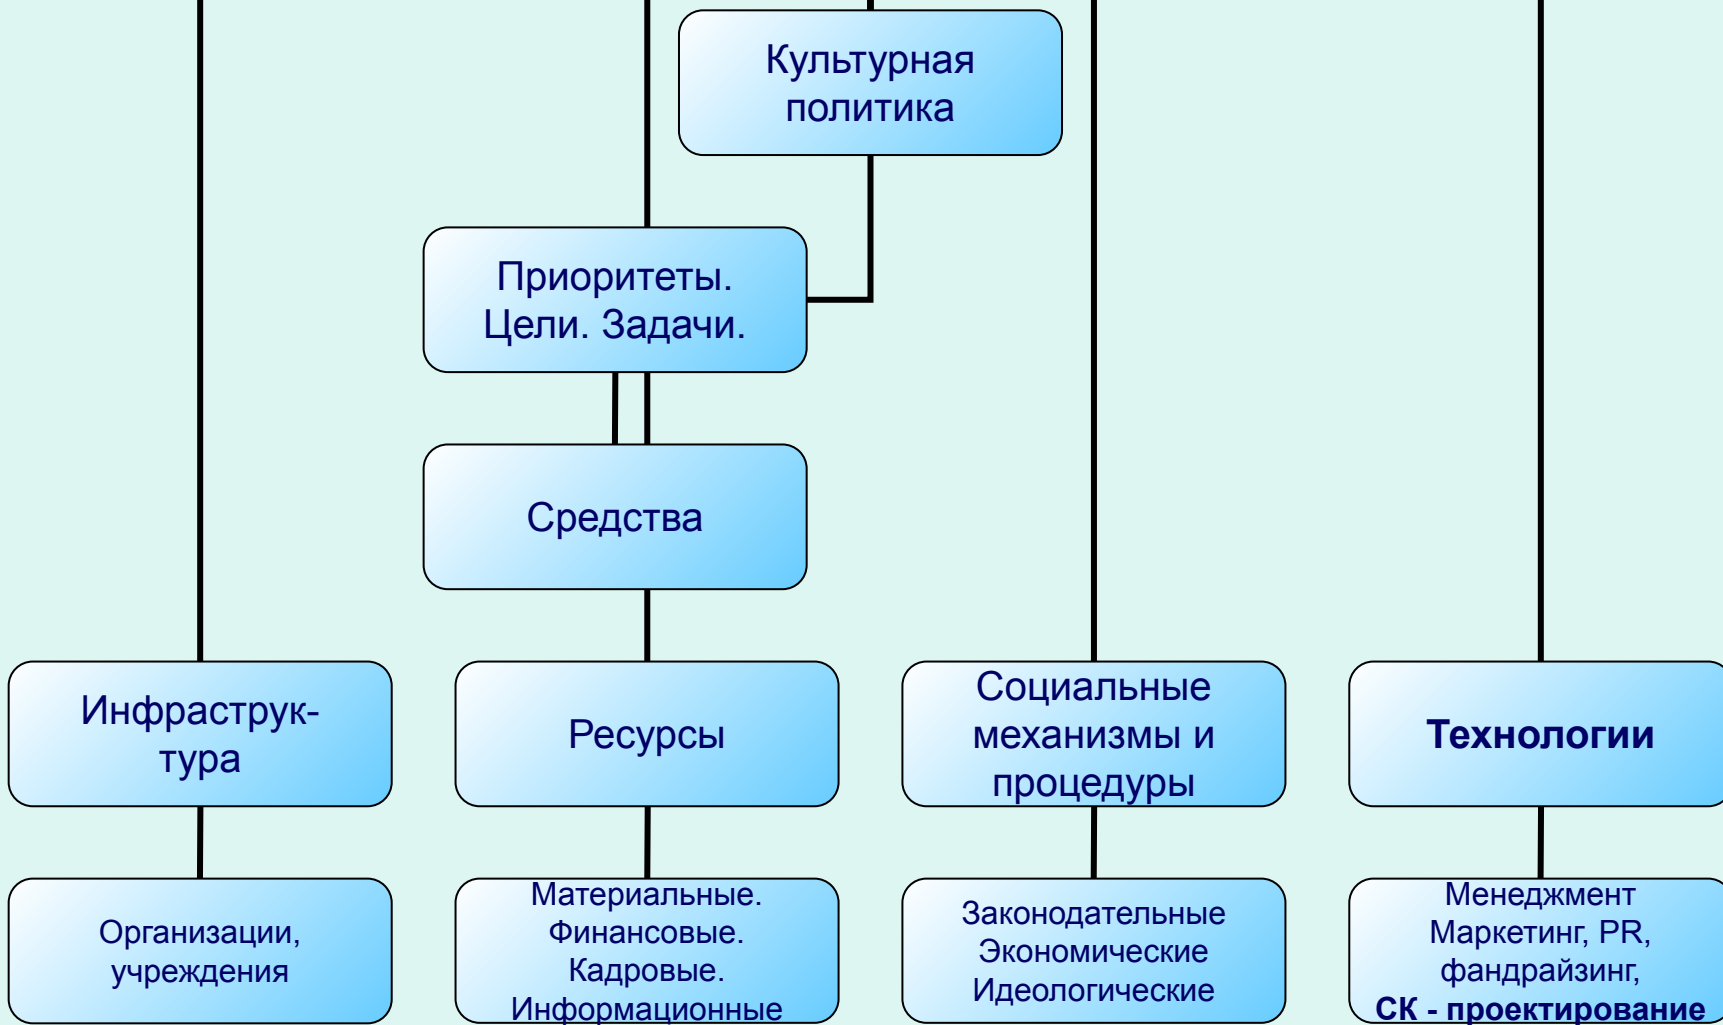 Культурная
политика
Приоритеты.
Цели. Задачи.
Средства
Инфраструк-
тура
Ресурсы
Социальные
механизмы и
процедуры
Технологии
Организации,
учреждения
Материальные.
Финансовые.
Кадровые.
Информационные
Законодательные
Экономические
Идеологические
Менеджмент
Маркетинг, PR,
фандрайзинг,
СК - проектирование